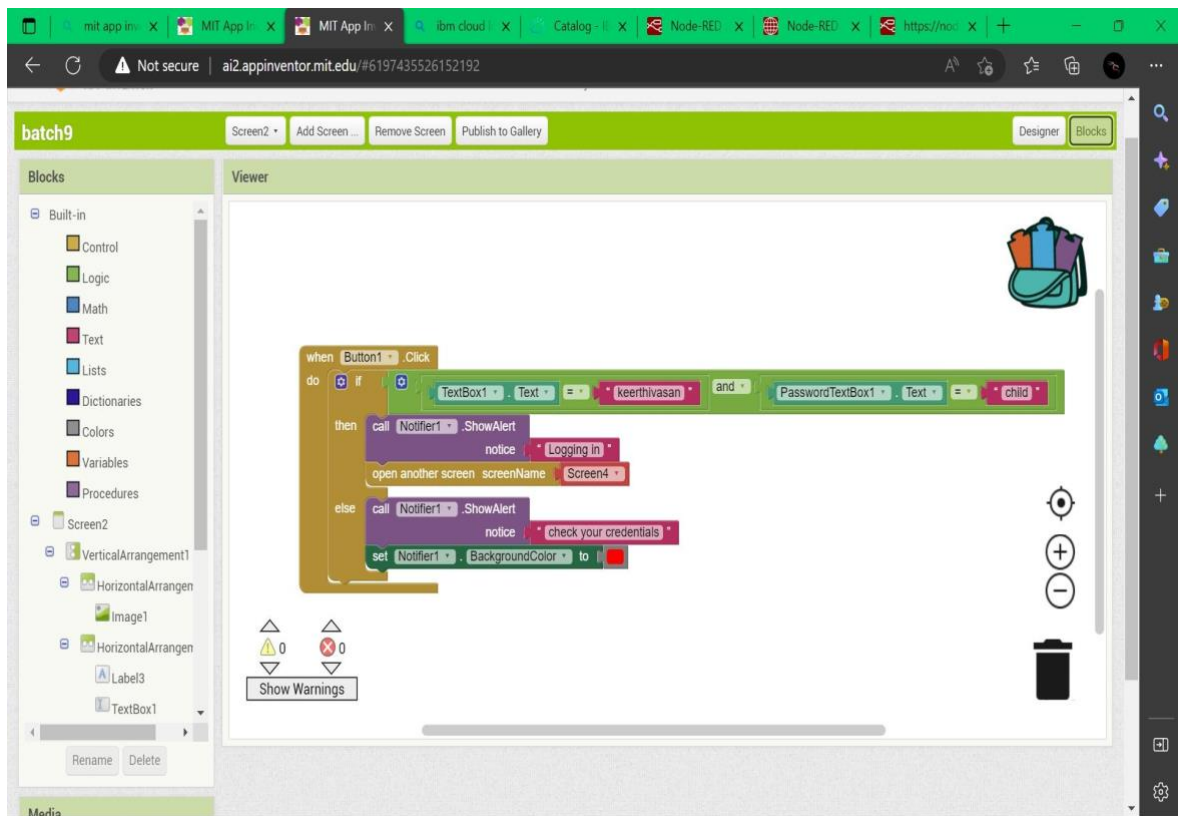 mit app inv
MIT App In
MIT App In
ibm cloud l
Catalog - IB
Node-RED
Node-RED
https://nod
Not secure
ai2.appinventor.mit.edu/#6197435526152192
batch9
Screen2
Add Screen ...
Remove Screen
Publish to Gallery
Designer
Blocks
Blocks
Viewer
Built-in
Control
Logic
Math
Text
Lists
Dictionaries
Colors
Variables
Procedures
Screen2
VerticalArrangement1
HorizontalArrangem
Image1
HorizontalArrangem
Label3
TextBox1
Rename
Delete
Media
when Button1 .Click
do if TextBox1 . Text = " keerthivasan " and PasswordTextBox1 . Text = " child "
then call Notifier1 .ShowAlert
notice " Logging in "
open another screen screenName Screen4
else call Notifier1 .ShowAlert
notice " check your credentials "
set Notifier1 . BackgroundColor to
0
0
Show Warnings